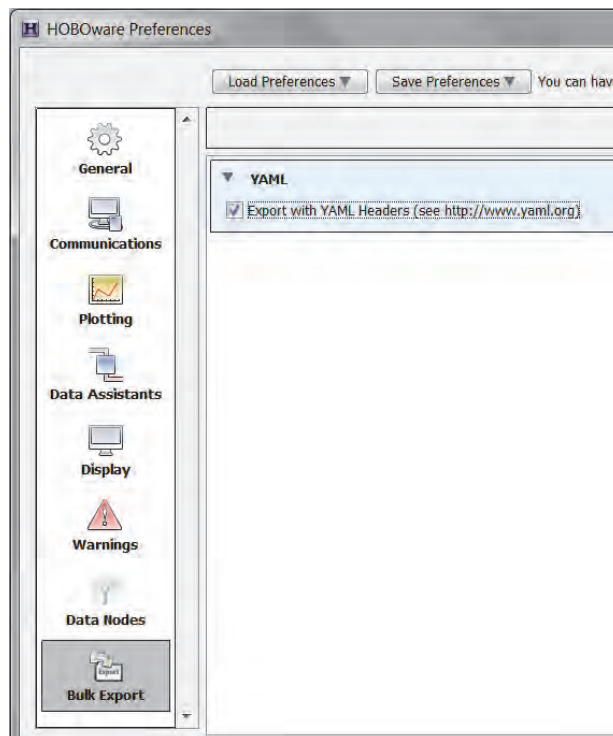 HOBOware Preferences
Load Preferences ▼ Save Preferences ▼ You can hav
General
Communications
Plotting
Data Assistants
Display
Warnings
Data Nodes
Export
Bulk Export
YAML
Export with YAML Headers (see http://www.yaml.org)